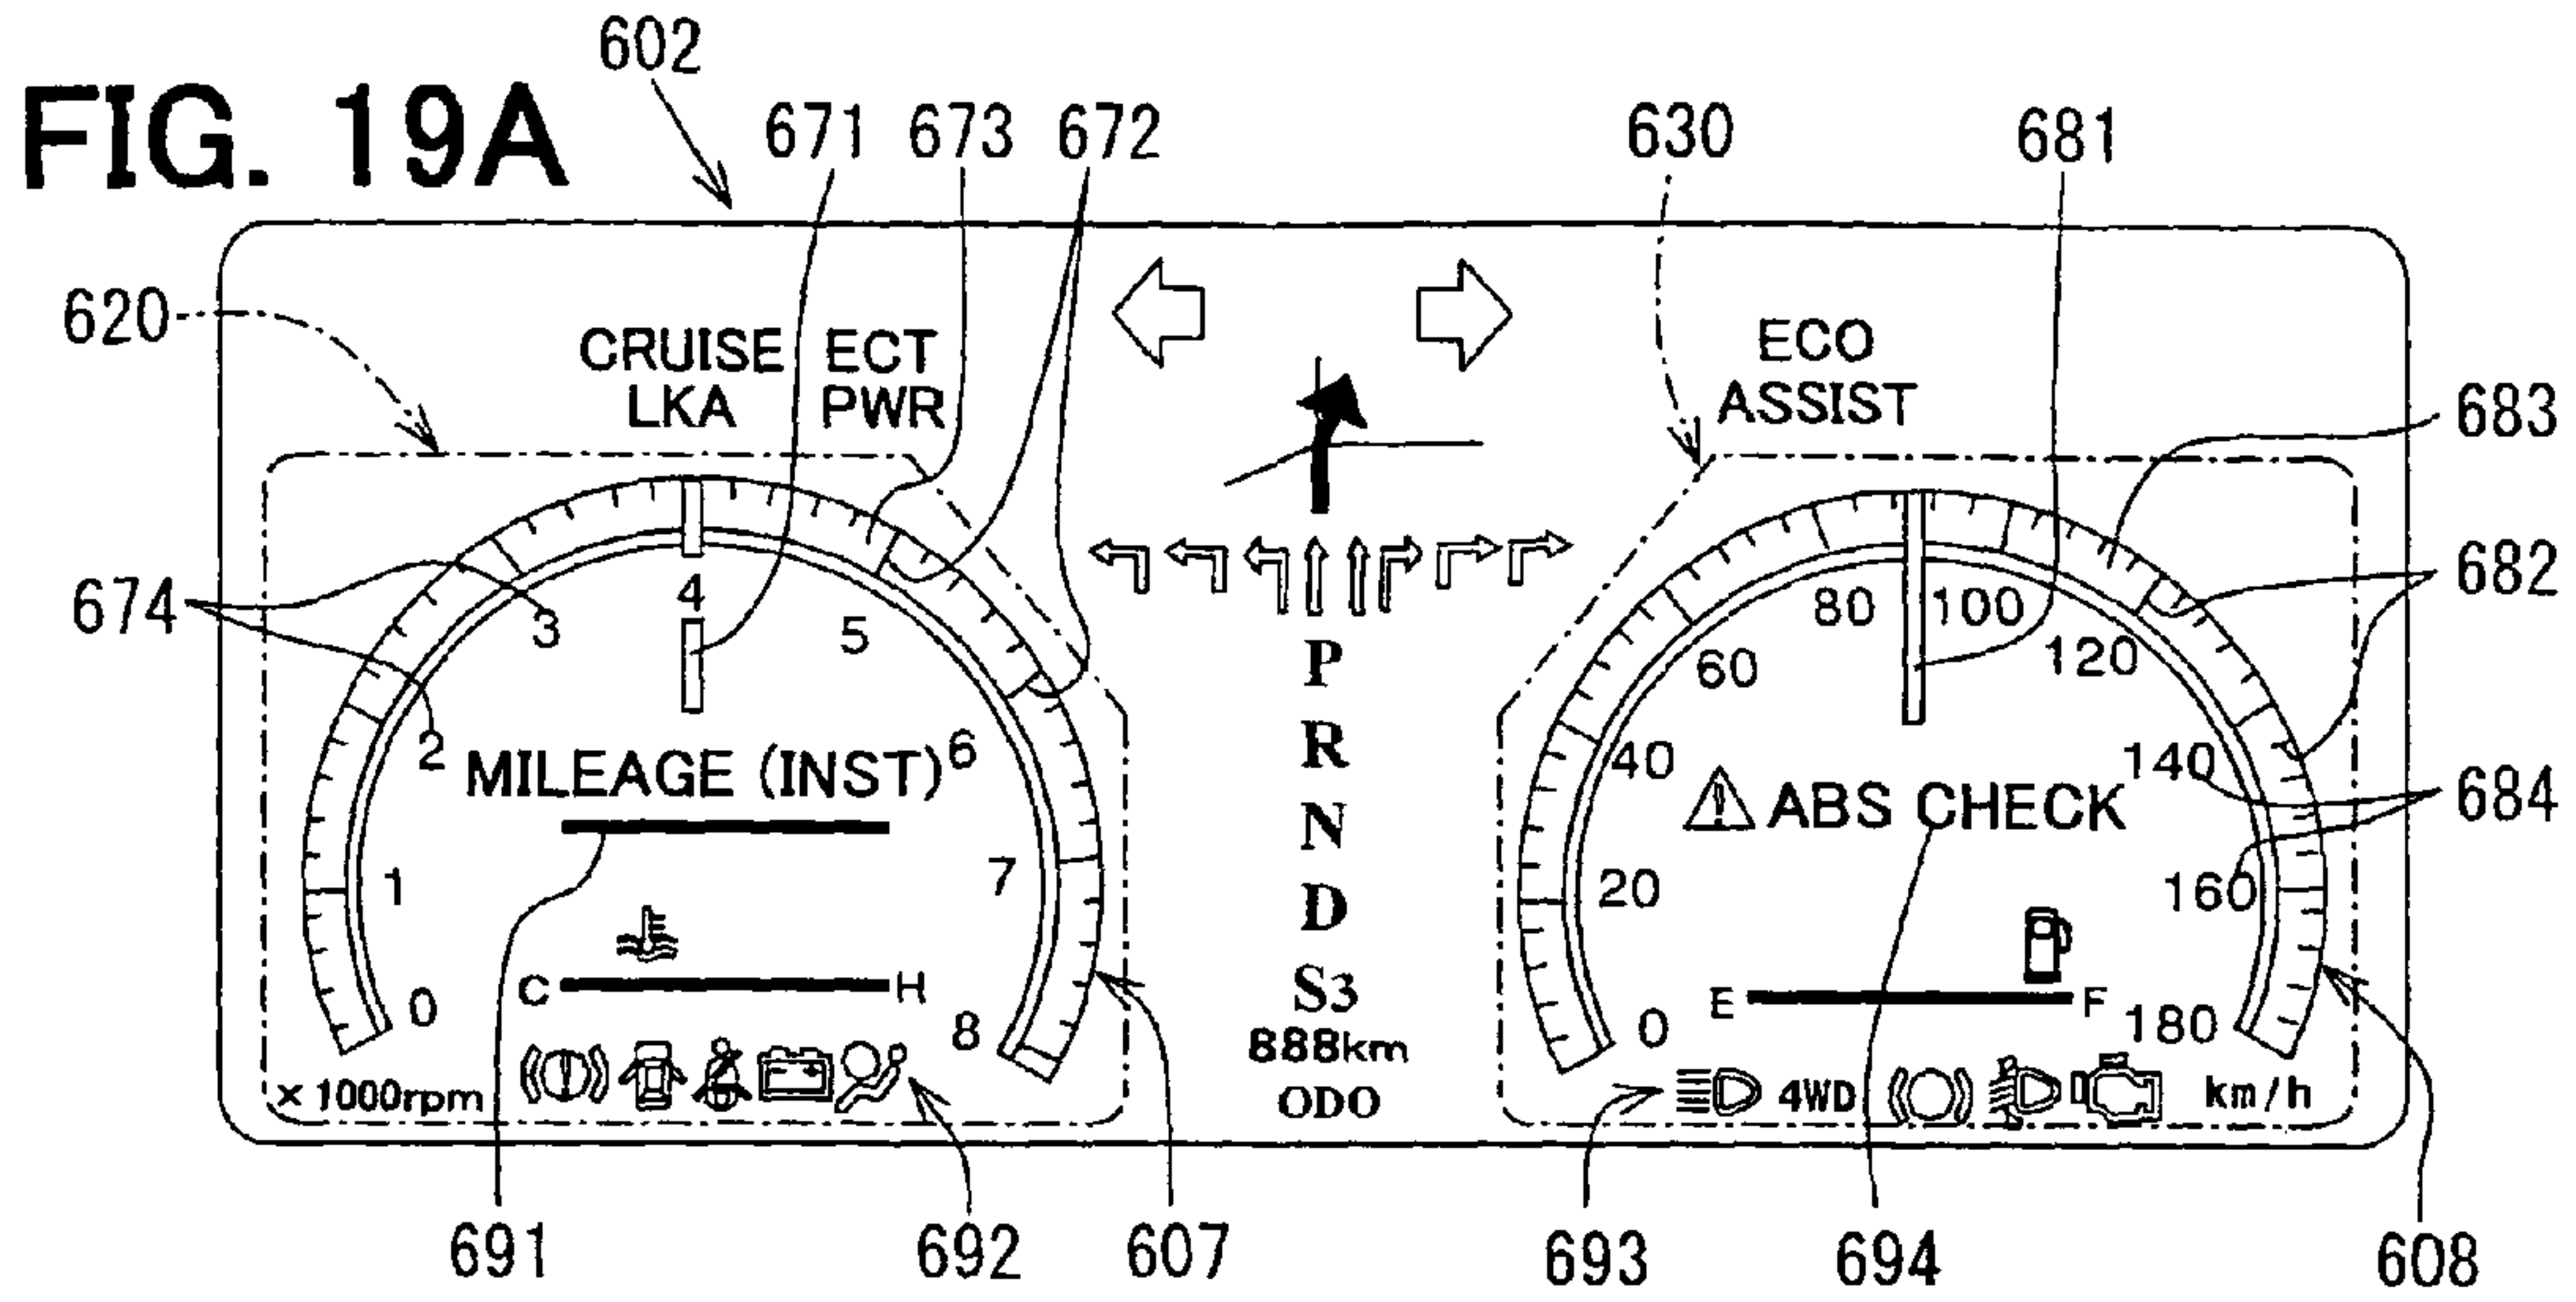 FIG. 19A
602
671 673 672 630 681
620
CRUISE ECT
LKA PWR
ECO
ASSIST
683
674
682
684
4
3 5
2 6
1 7
0 8
MILEAGE (INST)
C H
× 1000rpm
P
R
N
D
S3
888km
ODO
80 100
60 120
40 140
20 160
0 180
ABS CHECK
E F
4WD
km/h
691 692 607 693 694 608